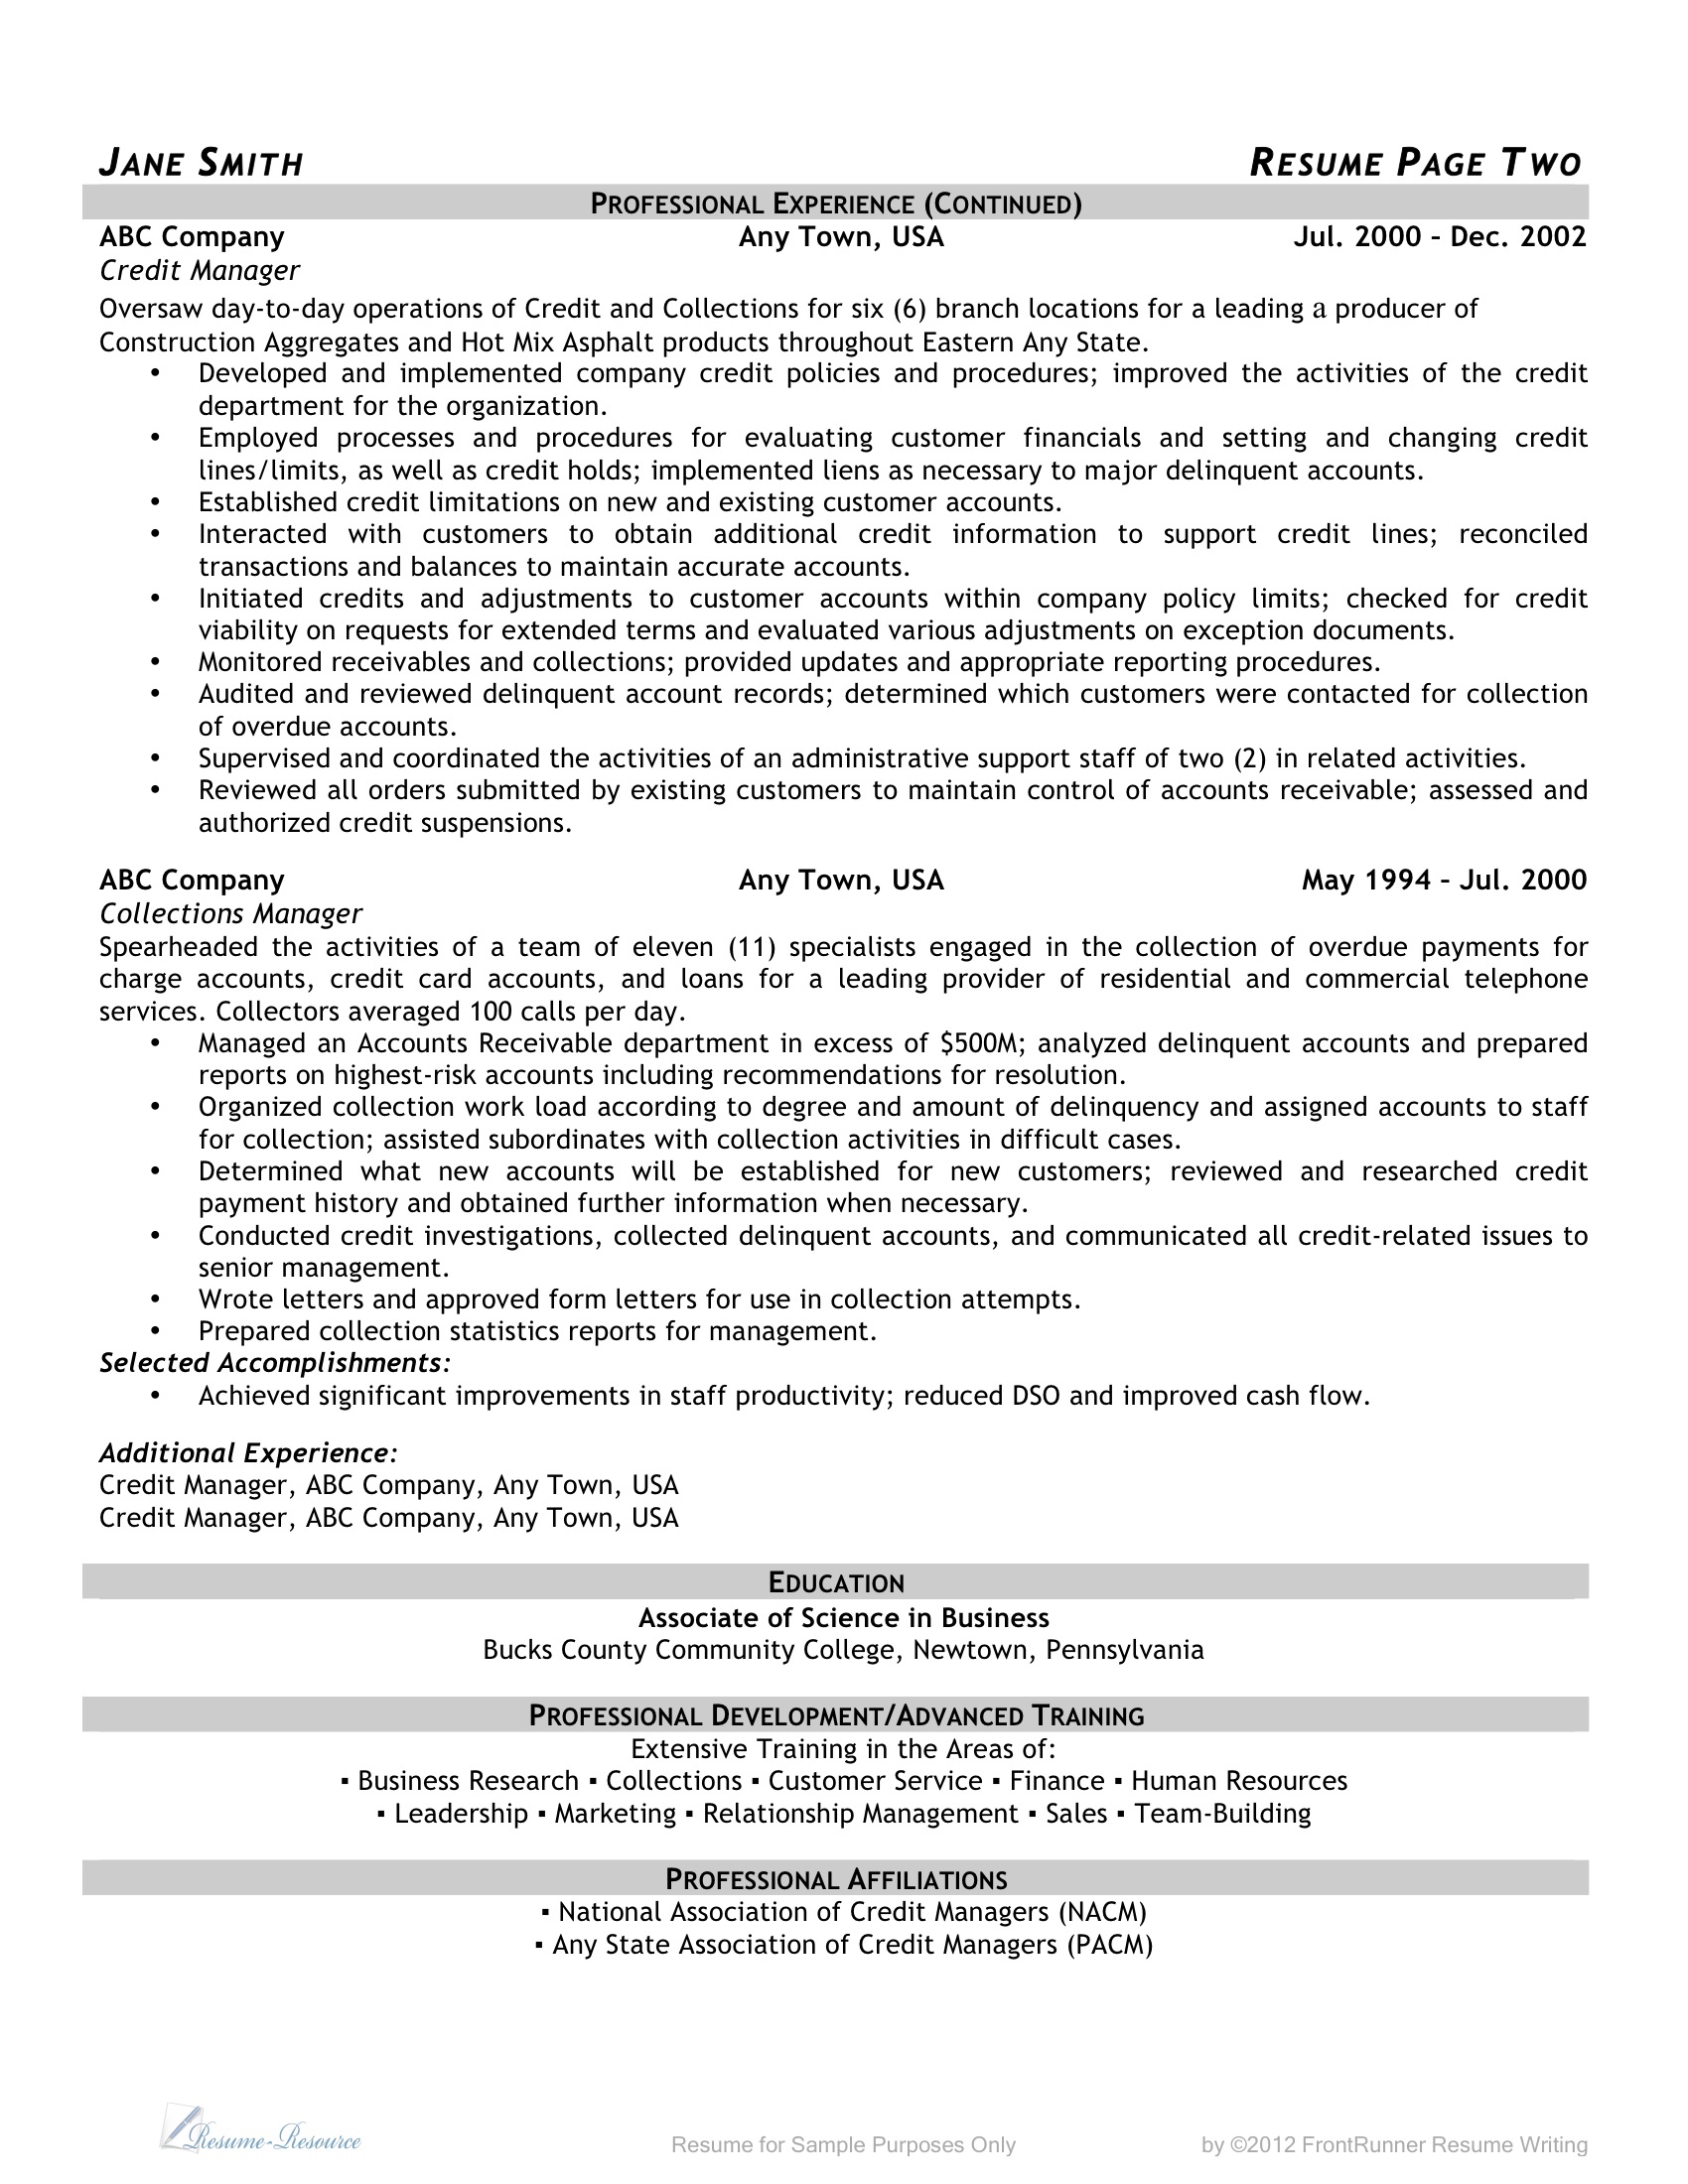 JANE SMITH RESUME PAGE TWO
PROFESSIONAL EXPERIENCE (CONTINUED)
ABC Company Any Town, USA Jul. 2000 – Dec. 2002
Credit Manager
Oversaw day-to-day operations of Credit and Collections for six (6) branch locations for a leading a producer of
Construction Aggregates and Hot Mix Asphalt products throughout Eastern Any State.
• Developed and implemented company credit policies and procedures; improved the activities of the credit
department for the organization.
• Employed processes and procedures for evaluating customer financials and setting and changing credit
lines/limits, as well as credit holds; implemented liens as necessary to major delinquent accounts.
• Established credit limitations on new and existing customer accounts.
• Interacted with customers to obtain additional credit information to support credit lines; reconciled
transactions and balances to maintain accurate accounts.
• Initiated credits and adjustments to customer accounts within company policy limits; checked for credit
viability on requests for extended terms and evaluated various adjustments on exception documents.
• Monitored receivables and collections; provided updates and appropriate reporting procedures.
• Audited and reviewed delinquent account records; determined which customers were contacted for collection
of overdue accounts.
• Supervised and coordinated the activities of an administrative support staff of two (2) in related activities.
• Reviewed all orders submitted by existing customers to maintain control of accounts receivable; assessed and
authorized credit suspensions.
ABC Company Any Town, USA May 1994 – Jul. 2000
Collections Manager
Spearheaded the activities of a team of eleven (11) specialists engaged in the collection of overdue payments for
charge accounts, credit card accounts, and loans for a leading provider of residential and commercial telephone
services. Collectors averaged 100 calls per day.
• Managed an Accounts Receivable department in excess of $500M; analyzed delinquent accounts and prepared
reports on highest-risk accounts including recommendations for resolution.
• Organized collection work load according to degree and amount of delinquency and assigned accounts to staff
for collection; assisted subordinates with collection activities in difficult cases.
• Determined what new accounts will be established for new customers; reviewed and researched credit
payment history and obtained further information when necessary.
• Conducted credit investigations, collected delinquent accounts, and communicated all credit-related issues to
senior management.
• Wrote letters and approved form letters for use in collection attempts.
• Prepared collection statistics reports for management.
Selected Accomplishments:
• Achieved significant improvements in staff productivity; reduced DSO and improved cash flow.
Additional Experience:
Credit Manager, ABC Company, Any Town, USA
Credit Manager, ABC Company, Any Town, USA
EDUCATION
Associate of Science in Business
Bucks County Community College, Newtown, Pennsylvania
PROFESSIONAL DEVELOPMENT/ADVANCED TRAINING
Extensive Training in the Areas of:
▪ Business Research ▪ Collections ▪ Customer Service ▪ Finance ▪ Human Resources
▪ Leadership ▪ Marketing ▪ Relationship Management ▪ Sales ▪ Team-Building
PROFESSIONAL AFFILIATIONS
▪ National Association of Credit Managers (NACM)
▪ Any State Association of Credit Managers (PACM)
Resume-Resource Resume for Sample Purposes Only by ©2012 FrontRunner Resume Writing